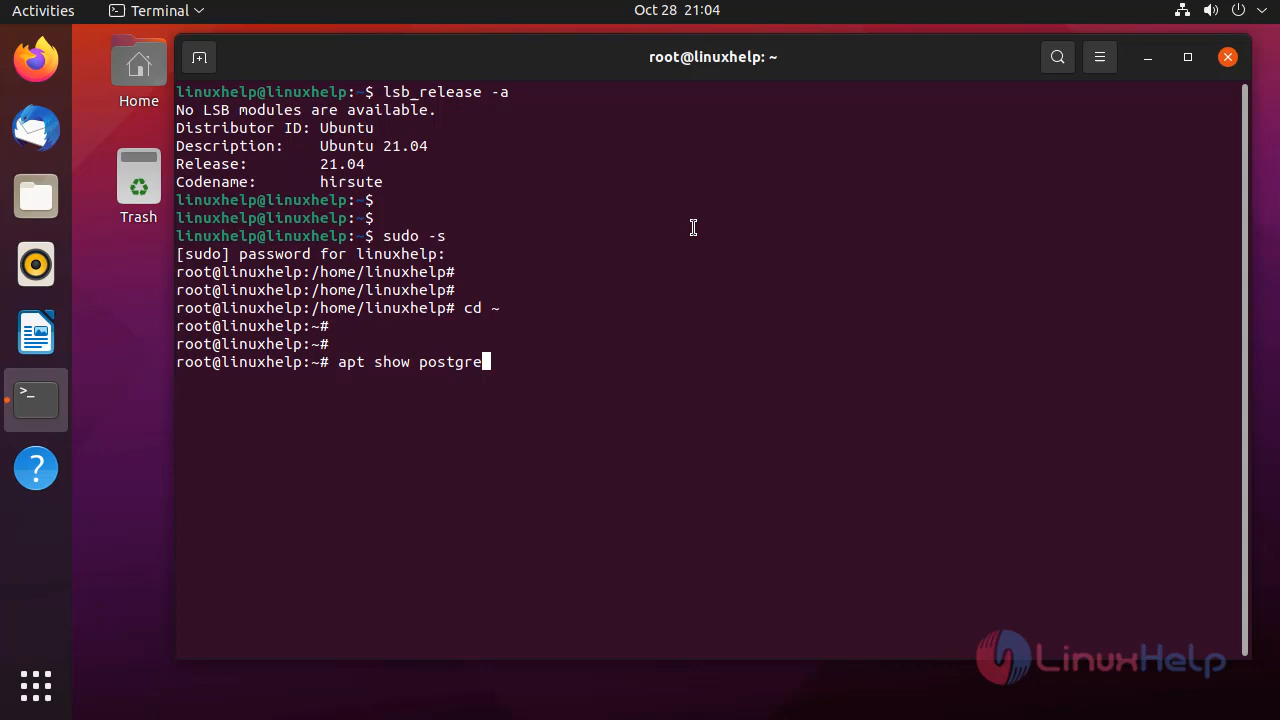 Activities Terminal Oct 28 21:04
root@linuxhelp: ~
Home
Trash
linuxhelp@linuxhelp:~$ lsb_release -a
No LSB modules are available.
Distributor ID: Ubuntu
Description: Ubuntu 21.04
Release: 21.04
Codename: hirsute
linuxhelp@linuxhelp:~$
linuxhelp@linuxhelp:~$
linuxhelp@linuxhelp:~$ sudo -s
[sudo] password for linuxhelp:
root@linuxhelp:/home/linuxhelp#
root@linuxhelp:/home/linuxhelp#
root@linuxhelp:/home/linuxhelp# cd ~
root@linuxhelp:~#
root@linuxhelp:~#
root@linuxhelp:~# apt show postgre
LinuxHelp